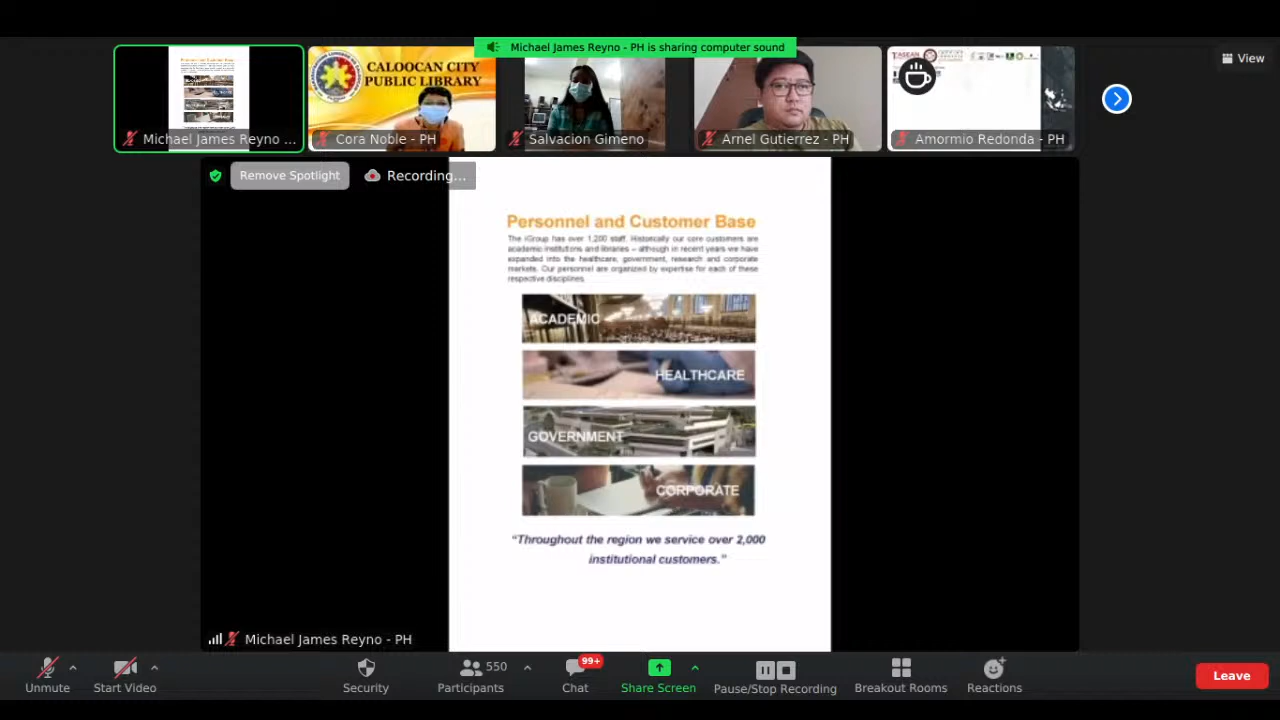 Michael James Reyno - PH is sharing computer sound
View
CALOOCAN CITY
PUBLIC LIBRARY
Michael James Reyno ...
Cora Noble - PH
Salvacion Gimeno
Arnel Gutierrez - PH
Amormio Redonda - PH
Remove Spotlight
Recording...
Personnel and Customer Base
The iGroup has over 1,200 staff. Historically our core customers are
academic institutions and libraries – although in recent years we have
expanded into the healthcare, government, research and corporate
markets. Our personnel are organized by expertise for each of these
respective disciplines.
ACADEMIC
HEALTHCARE
GOVERNMENT
CORPORATE
“Throughout the region we service over 2,000
institutional customers.”
Michael James Reyno - PH
Unmute
Start Video
Security
550
Participants
99+
Chat
Share Screen
Pause/Stop Recording
Breakout Rooms
Reactions
Leave